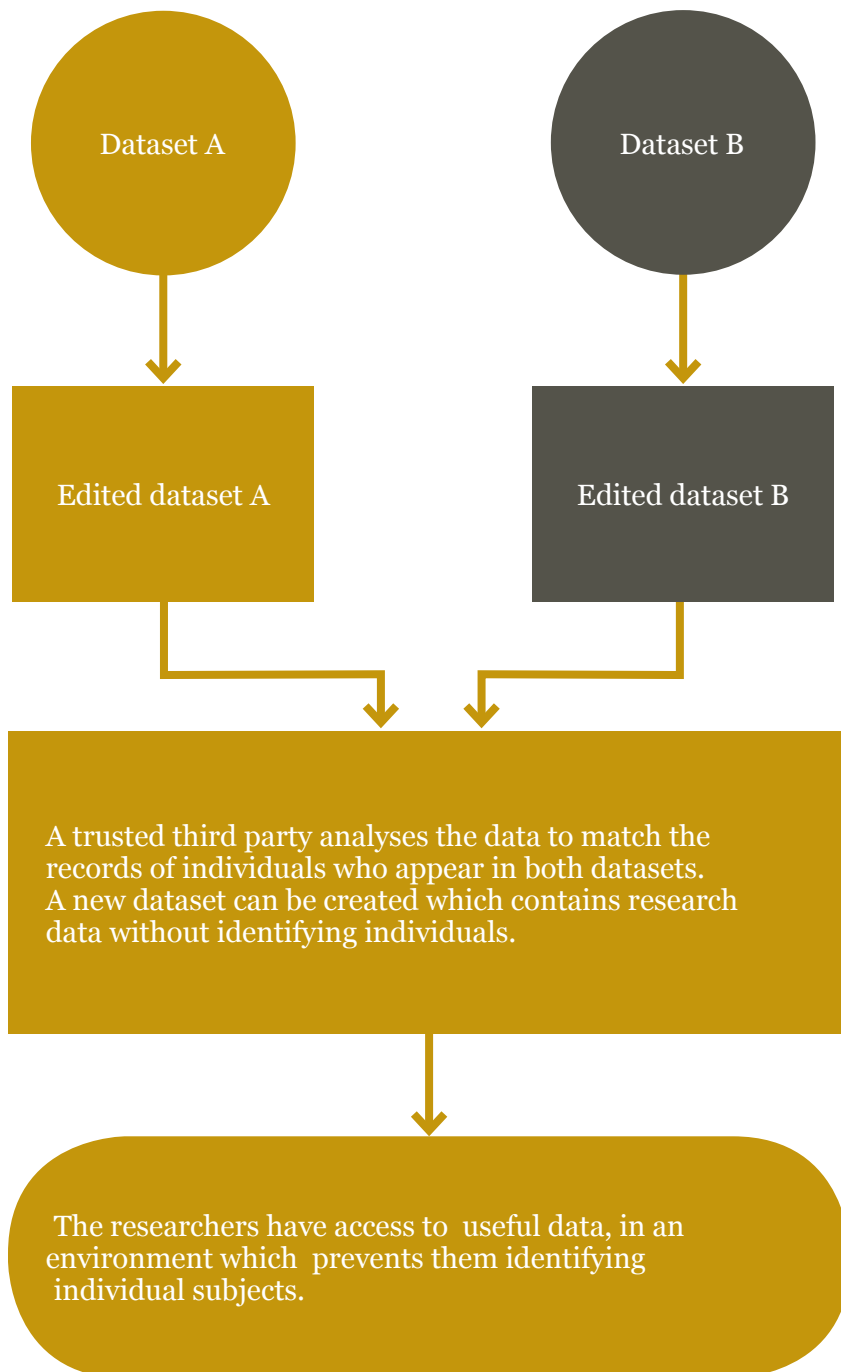 Dataset A
Dataset B
Edited dataset A
Edited dataset B
A trusted third party analyses the data to match the
records of individuals who appear in both datasets.
A new dataset can be created which contains research
data without identifying individuals.
The researchers have access to useful data, in an
environment which prevents them identifying
individual subjects.